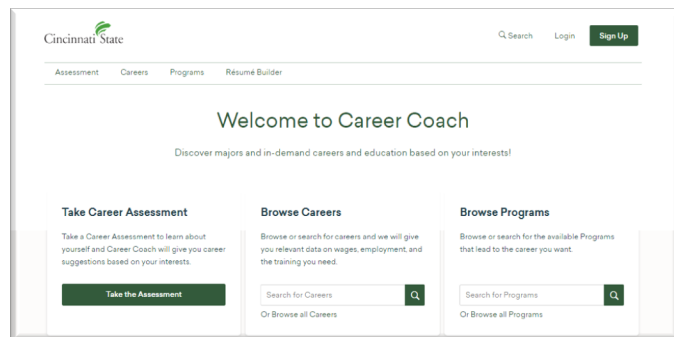 Cincinnati State
Search Login Sign Up
Assessment Careers Programs Résumé Builder
Welcome to Career Coach
Discover majors and in-demand careers and education based on your interests!
Take Career Assessment
Take a Career Assessment to learn about
yourself and Career Coach will give you career
suggestions based on your interests.
Take the Assessment
Browse Careers
Browse or search for careers and we will give
you relevant data on wages, employment, and
the training you need.
Search for Careers
Or Browse all Careers
Browse Programs
Browse or search for the available Programs
that lead to the career you want.
Search for Programs
Or Browse all Programs